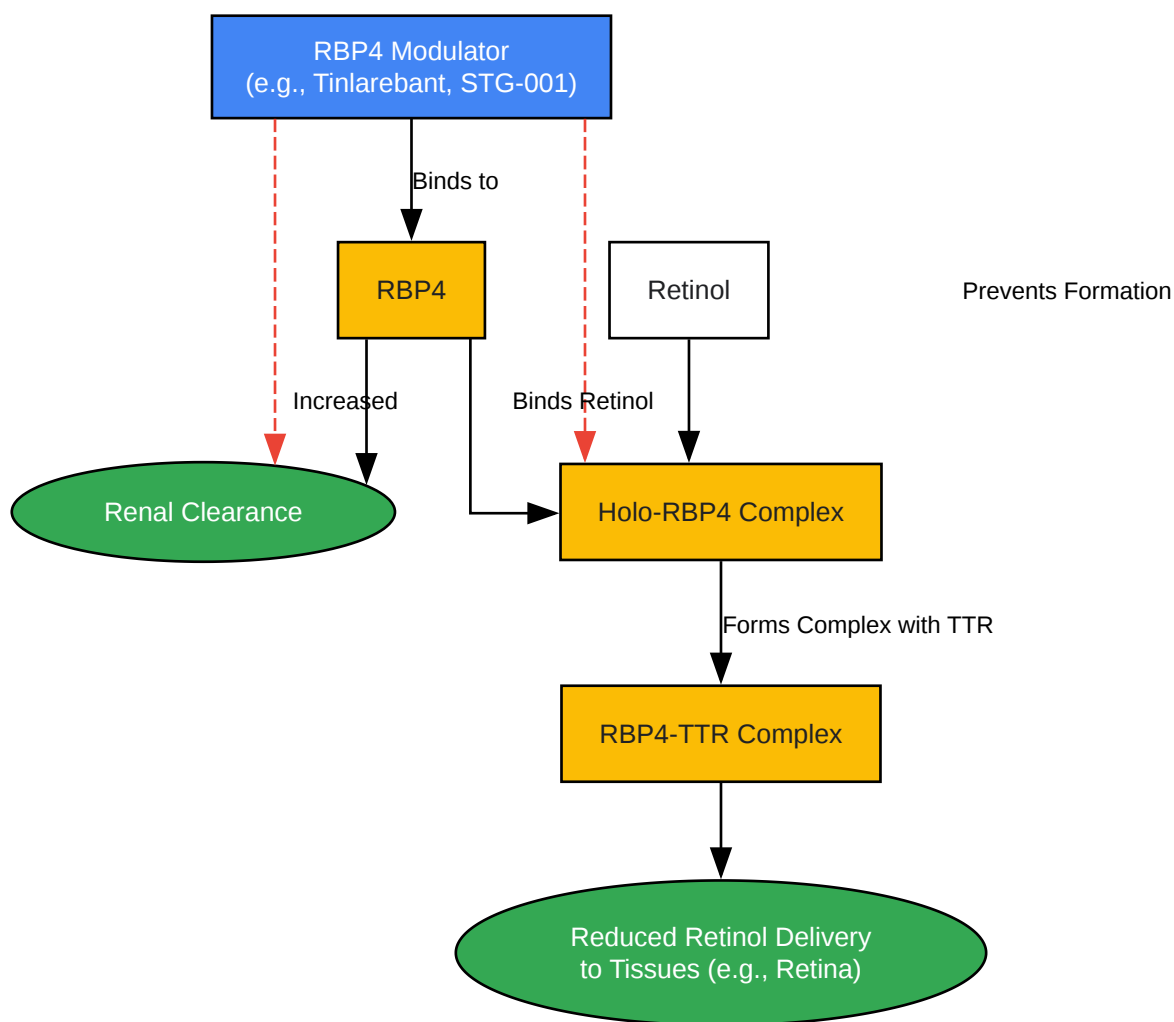 RBP4 Modulator
(e.g., Tinlarebant, STG-001)
Binds to
RBP4
Retinol
Prevents Formation
Increased
Binds Retinol
Renal Clearance
Holo-RBP4 Complex
Forms Complex with TTR
RBP4-TTR Complex
Reduced Retinol Delivery
to Tissues (e.g., Retina)